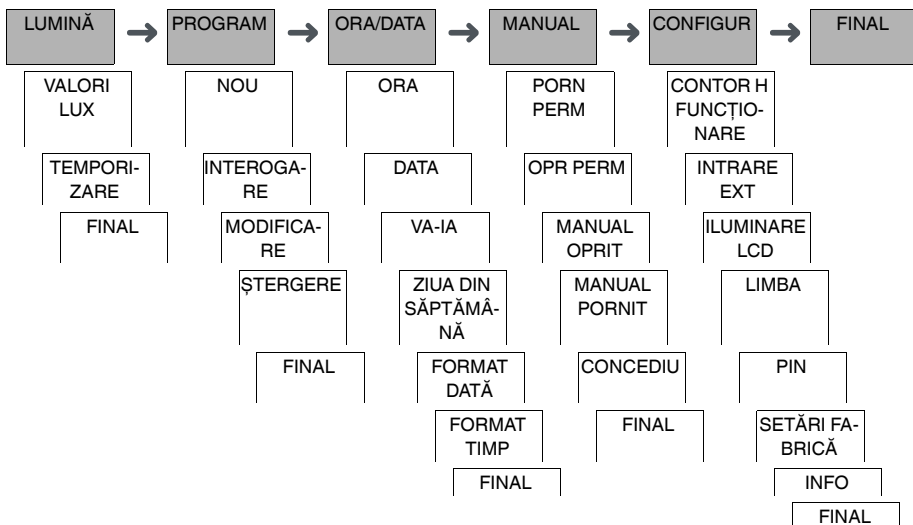 LUMINĂ
PROGRAM
ORA/DATA
MANUAL
CONFIGUR
FINAL
VALORI
LUX
TEMPORI-
ZARE
FINAL
NOU
INTEROGA-
RE
MODIFICA-
RE
ȘTERGERE
FINAL
ORA
DATA
VA-IA
ZIUA DIN
SĂPTĂMÂ-
NĂ
FORMAT
DATĂ
FORMAT
TIMP
FINAL
PORN
PERM
OPR PERM
MANUAL
OPRIT
MANUAL
PORNIT
CONCEDIU
FINAL
CONTOR H
FUNCȚIO-
NARE
INTRARE
EXT
ILUMINARE
LCD
LIMBA
PIN
SETĂRI FA-
BRICĂ
INFO
FINAL